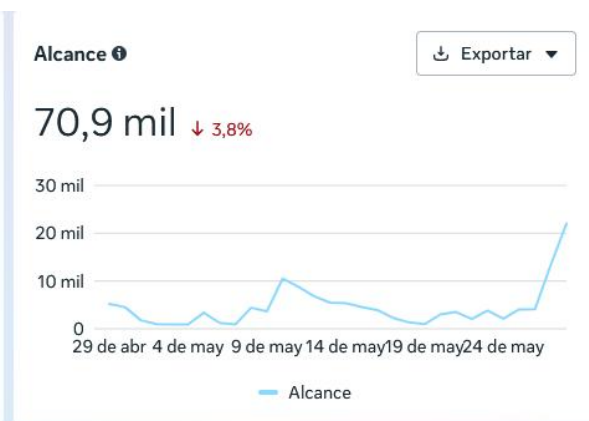 Alcance
Exportar
70,9 mil ↓ 3,8%
30 mil
20 mil
10 mil
0
29 de abr 4 de may 9 de may 14 de may 19 de may 24 de may
Alcance